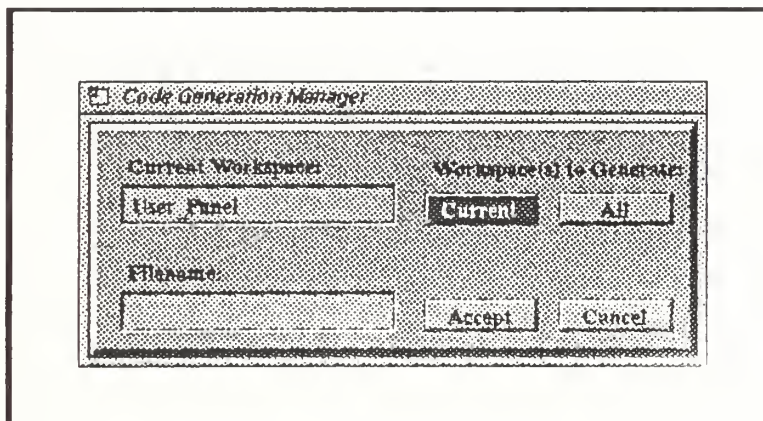 Code Generation Manager
Current Workspace:
Workspace(s) to Generate:
User_Panel
Current
All
Filename:
Accept
Cancel